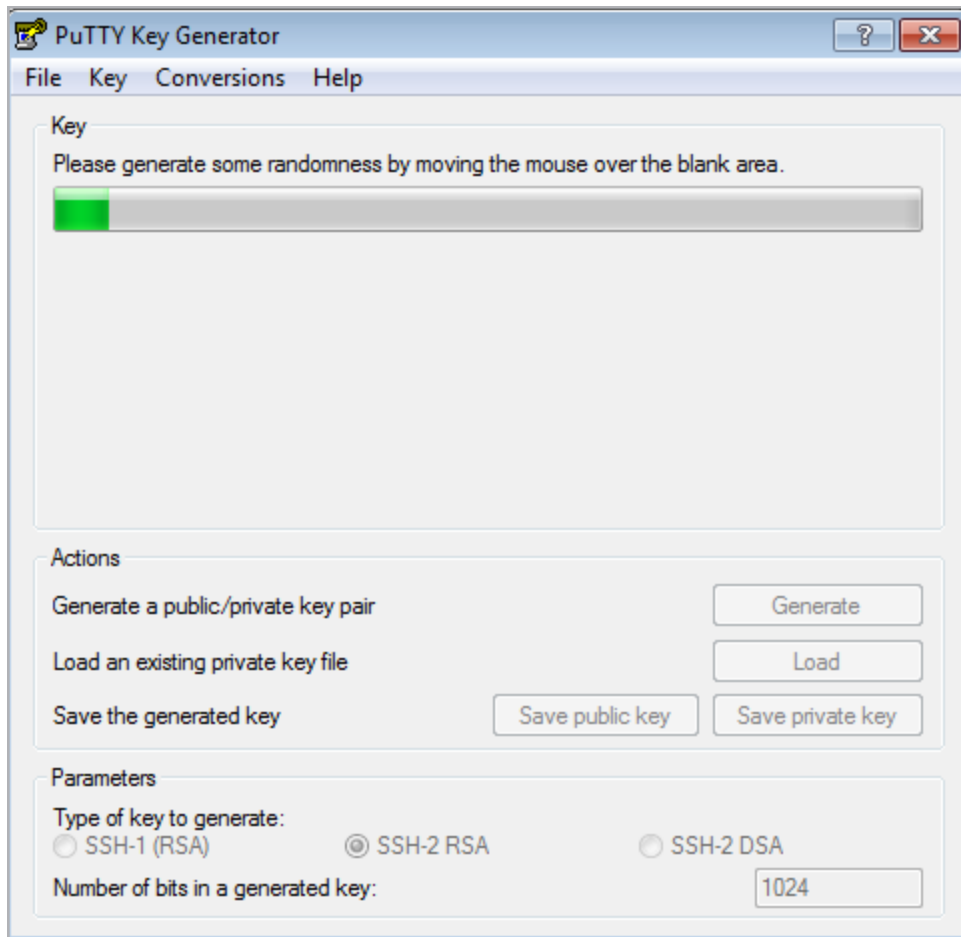 PuTTY Key Generator
File Key Conversions Help
Key
Please generate some randomness by moving the mouse over the blank area.
Actions
Generate a public/private key pair Generate
Load an existing private key file Load
Save the generated key Save public key Save private key
Parameters
Type of key to generate:
SSH-1 (RSA) SSH-2 RSA SSH-2 DSA
Number of bits in a generated key: 1024